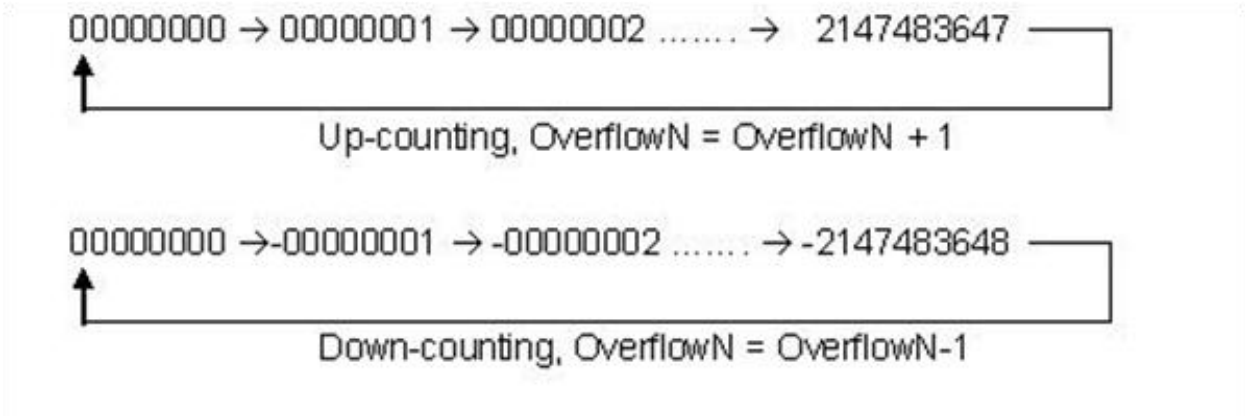 00000000 → 00000001 → 00000002 ....... → 2147483647
Up-counting, OverflowN = OverflowN + 1
00000000 →-00000001 → -00000002 ....... → -2147483648
Down-counting, OverflowN = OverflowN-1